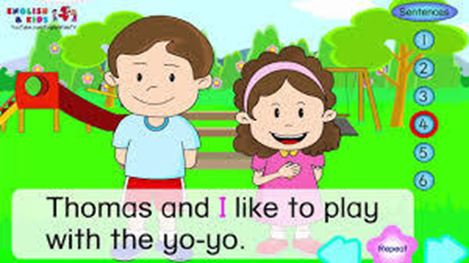 ENGLISH
& KIDS
Sentences
1
2
3
4
5
6
Thomas and I like to play
with the yo-yo.
Repeat